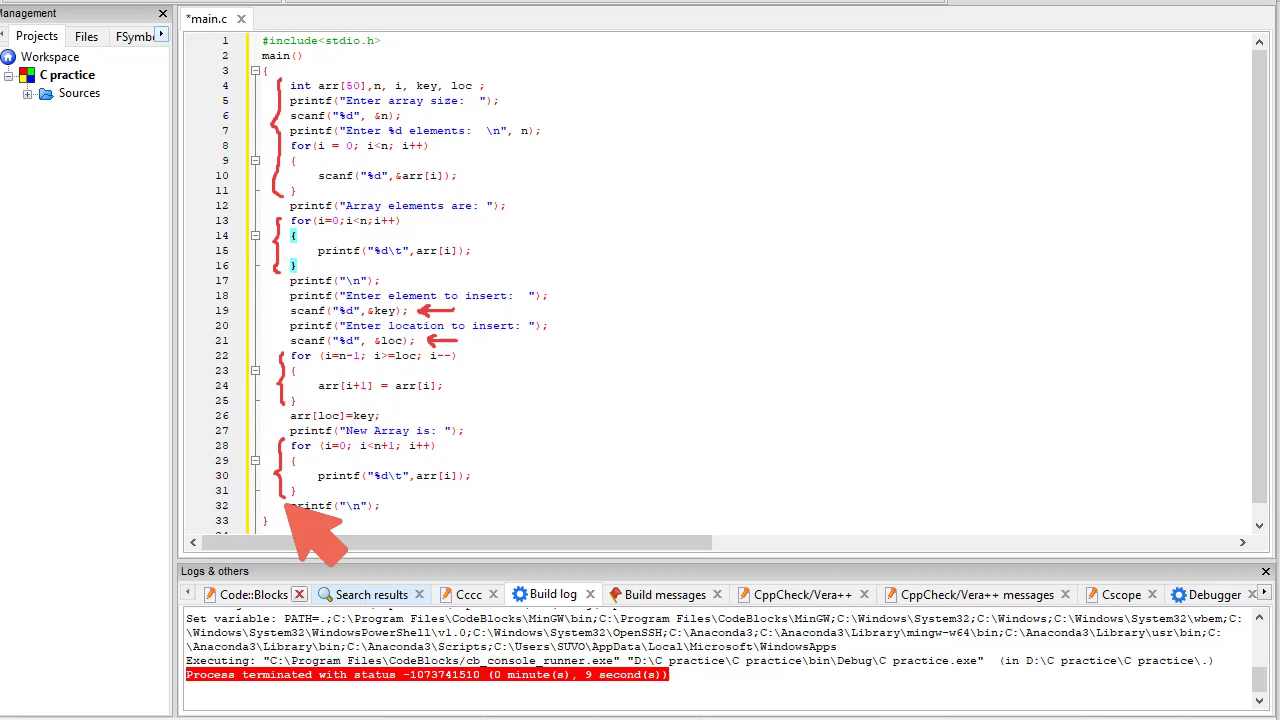 Management
*main.c
Projects Files FSymbo
Workspace
C practice
Sources
1 #include<stdio.h>
2 main()
3 {
4 int arr[50],n, i, key, loc ;
5 printf("Enter array size:  ");
6 scanf("%d", &n);
7 printf("Enter %d elements:  \n", n);
8 for(i = 0; i<n; i++)
9 {
10 scanf("%d",&arr[i]);
11 }
12 printf("Array elements are: ");
13 for(i=0;i<n;i++)
14 {
15 printf("%d\t",arr[i]);
16 }
17 printf("\n");
18 printf("Enter element to insert:  ");
19 scanf("%d",&key);
20 printf("Enter location to insert: ");
21 scanf("%d", &loc);
22 for (i=n-1; i>=loc; i--)
23 {
24 arr[i+1] = arr[i];
25 }
26 arr[loc]=key;
27 printf("New Array is: ");
28 for (i=0; i<n+1; i++)
29 {
30 printf("%d\t",arr[i]);
31 }
32 printf("\n");
33 }
Logs & others
Code::Blocks Search results Cccc Build log Build messages CppCheck/Vera++ CppCheck/Vera++ messages Cscope Debugger
Set variable: PATH=.;C:\Program Files\CodeBlocks\MinGW\bin;C:\Program Files\CodeBlocks\MinGW;C:\Windows\System32;C:\Windows;C:\Windows\System32\wbem;C:
\Windows\System32\WindowsPowerShell\v1.0;C:\Windows\System32\OpenSSH;C:\Anaconda3;C:\Anaconda3\Library\mingw-w64\bin;C:\Anaconda3\Library\usr\bin;C:
\Anaconda3\Library\bin;C:\Anaconda3\Scripts;C:\Users\SUVO\AppData\Local\Microsoft\WindowsApps
Executing: "C:\Program Files\CodeBlocks/cb_console_runner.exe" "D:\C practice\C practice\bin\Debug\C practice.exe"  (in D:\C practice\C practice\.)
Process terminated with status -1073741510 (0 minute(s), 9 second(s))